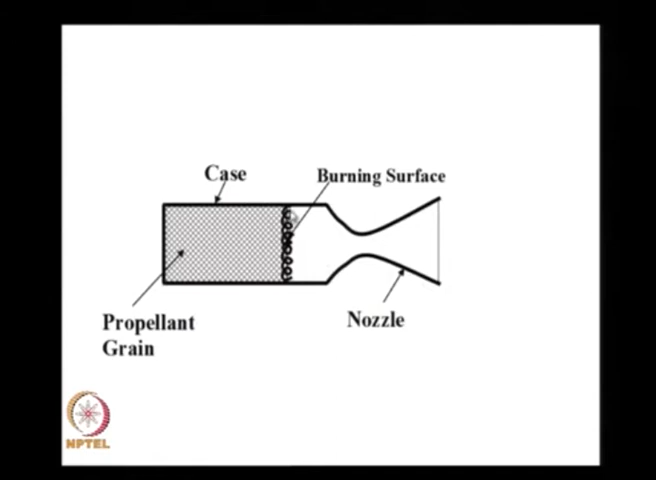 Case
Burning Surface
Propellant
Grain
Nozzle
NPTEL